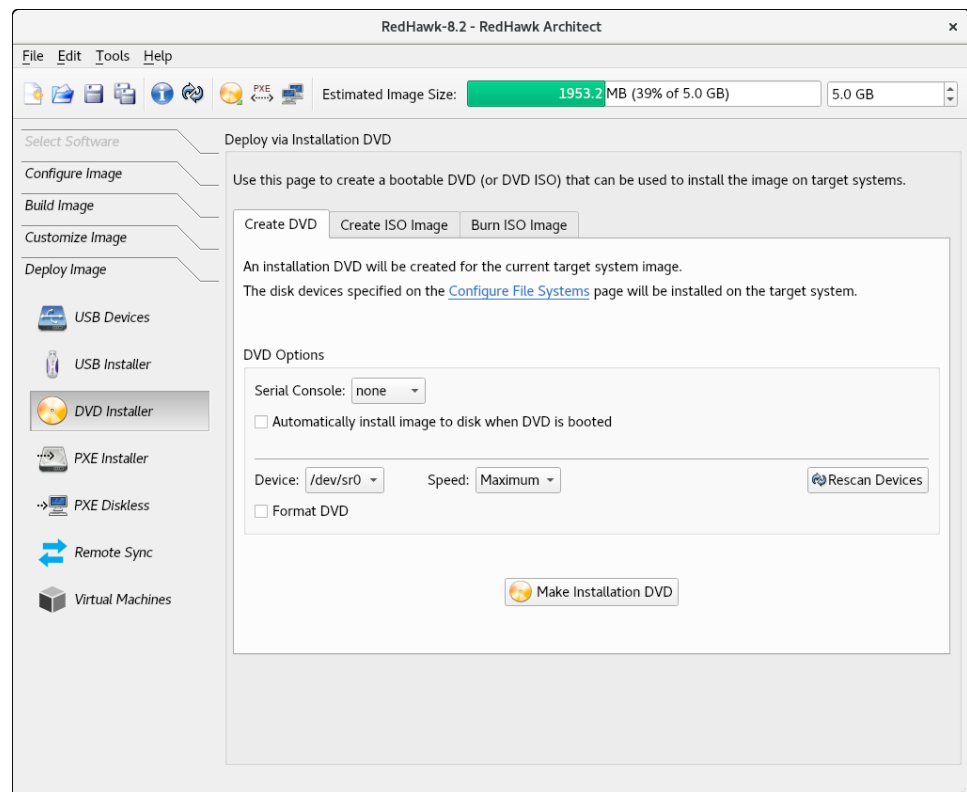 RedHawk-8.2 - RedHawk Architect
File Edit Tools Help
PXE Estimated Image Size: 1953.2 MB (39% of 5.0 GB) 5.0 GB
Select Software
Configure Image
Build Image
Customize Image
Deploy Image
USB Devices
USB Installer
DVD Installer
PXE Installer
PXE Diskless
Remote Sync
Virtual Machines
Deploy via Installation DVD
Use this page to create a bootable DVD (or DVD ISO) that can be used to install the image on target systems.
Create DVD Create ISO Image Burn ISO Image
An installation DVD will be created for the current target system image.
The disk devices specified on the Configure File Systems page will be installed on the target system.
DVD Options
Serial Console: none
Automatically install image to disk when DVD is booted
Device: /dev/sr0 Speed: Maximum Rescan Devices
Format DVD
Make Installation DVD